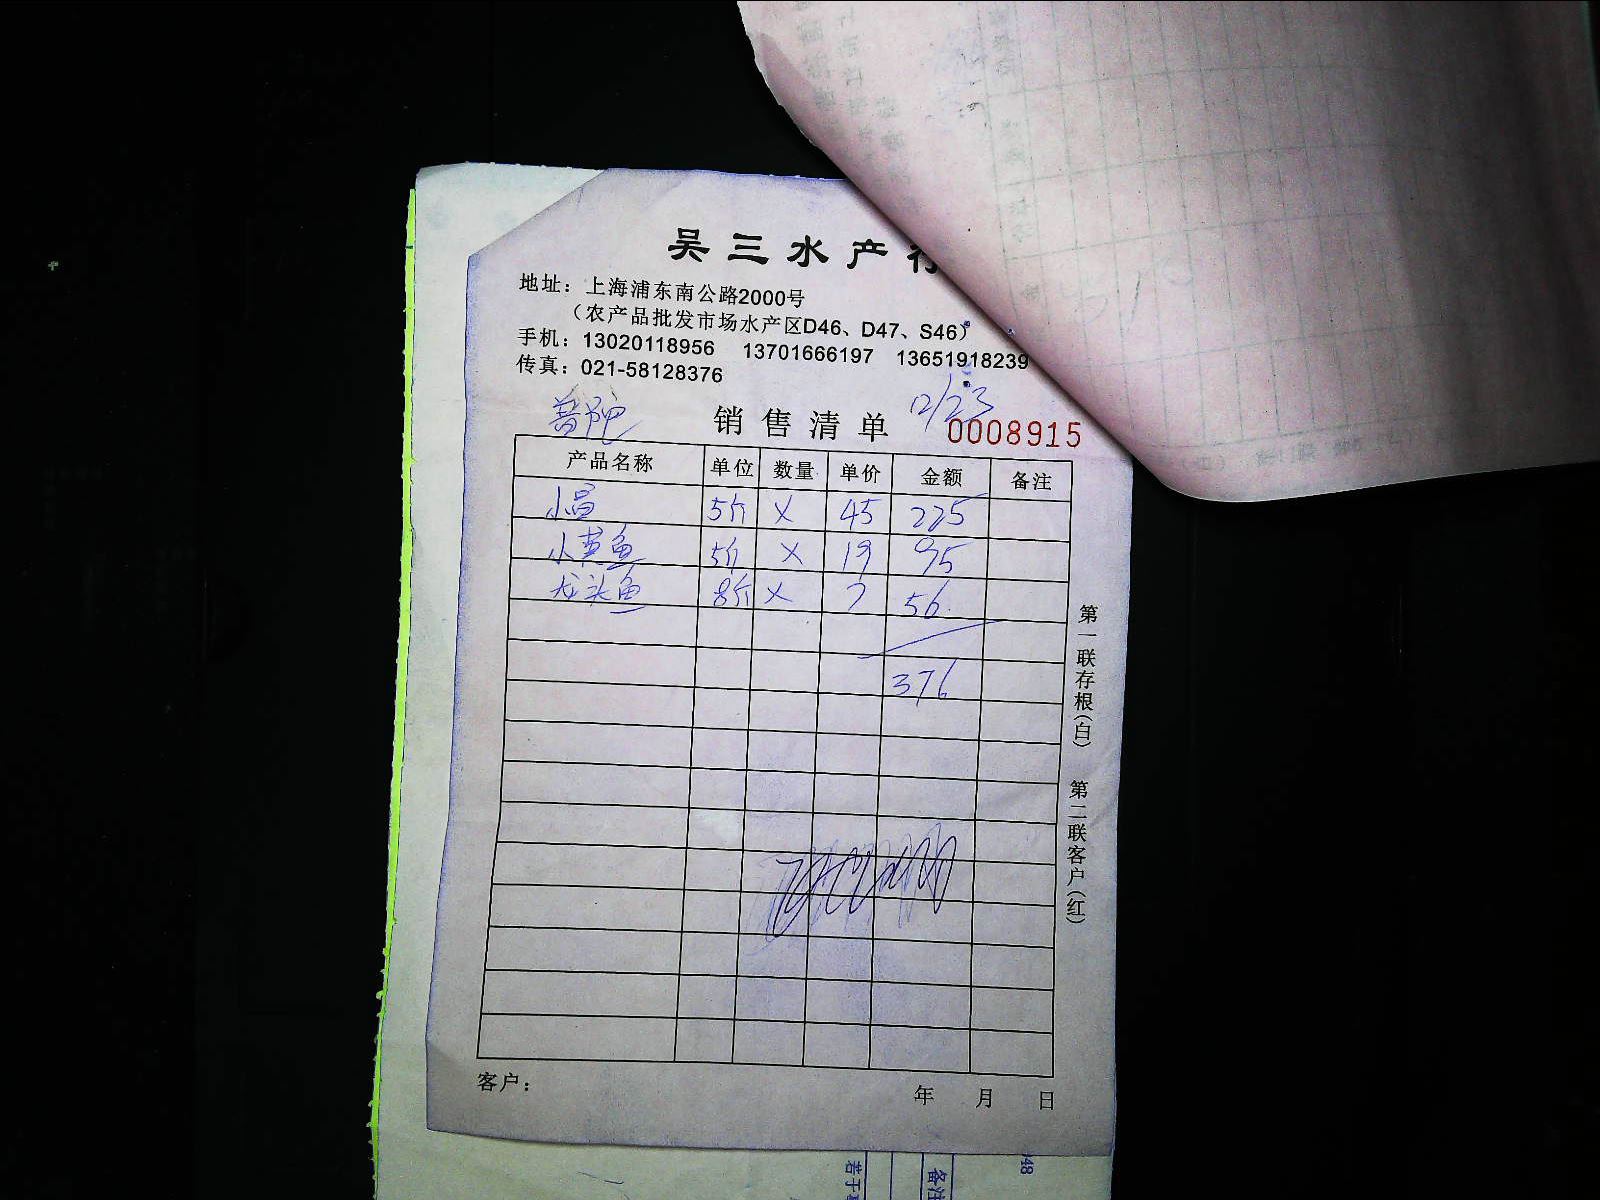 吴三水产行
地址：上海浦东南公路2000号
（农产品批发市场水产区D46、D47、S46）
手机：13020118956 13701666197 13651918239
传真：021-58128376
普陀 销售清单 12/23
0008915
产品名称 单位 数量 单价 金额 备注
小昌 5斤 × 45 225
小黄鱼 5斤 × 19 95
龙头鱼 8斤 × 7 56
376
第一联存根(白) 第二联客户(红)
客户： 年 月 日
备注
48